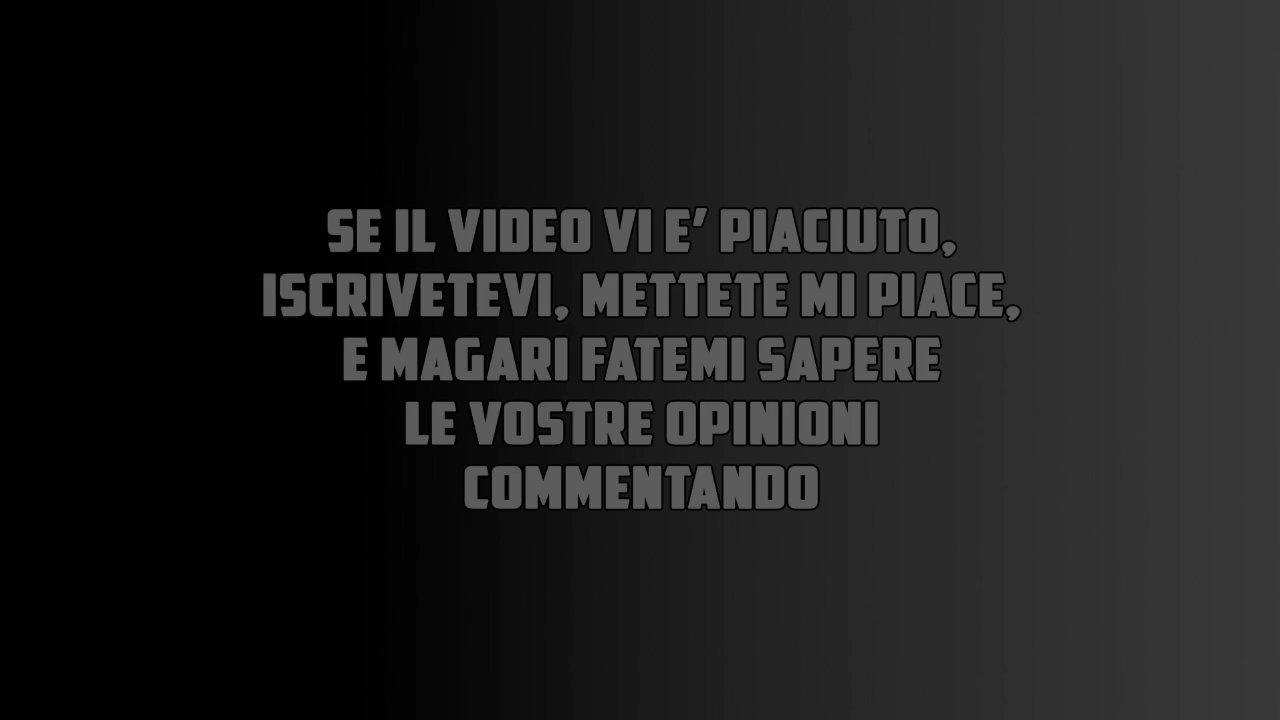 SE IL VIDEO VI E' PIACIUTO,
ISCRIVETEVI, METTETE MI PIACE,
E MAGARI FATEMI SAPERE
LE VOSTRE OPINIONI
COMMENTANDO